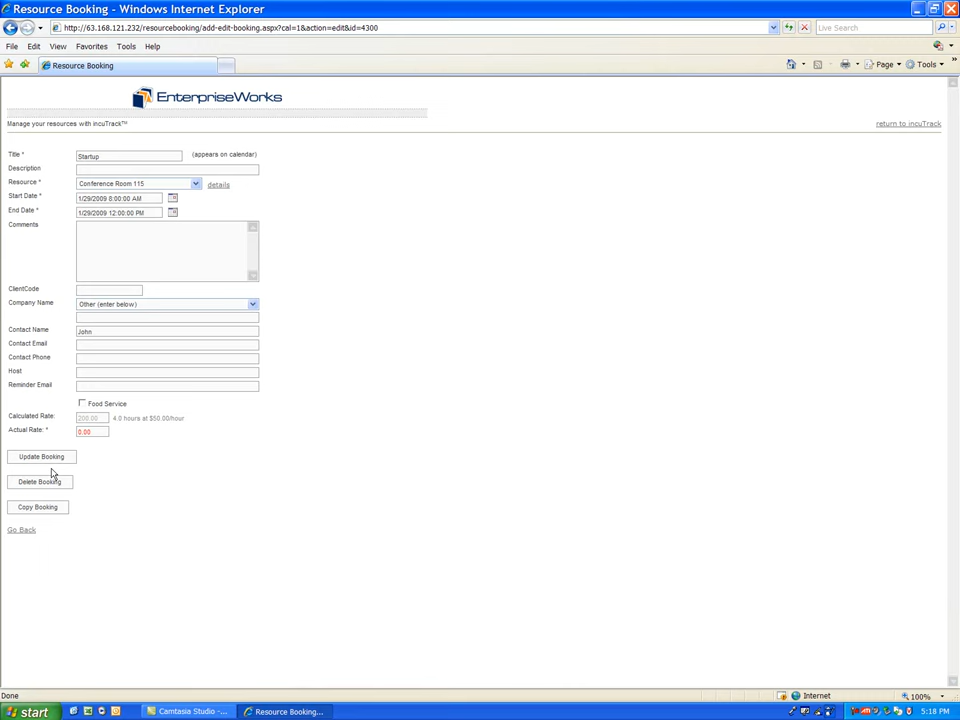 Resource Booking - Windows Internet Explorer
http://63.168.121.232/resourcebooking/add-edit-booking.aspx?cal=1&action=edit&id=4300
Live Search
File Edit View Favorites Tools Help
Resource Booking
Page Tools
EnterpriseWorks
Manage your resources with incuTrack™
return to incuTrack
Title * Startup (appears on calendar)
Description
Resource * Conference Room 115 details
Start Date * 1/29/2009 8:00:00 AM
End Date * 1/29/2009 12:00:00 PM
Comments
ClientCode
Company Name Other (enter below)
Contact Name John
Contact Email
Contact Phone
Host
Reminder Email
Food Service
Calculated Rate: 200.00 4.0 hours at $50.00/hour
Actual Rate: * 0.00
Update Booking
Delete Booking
Copy Booking
Go Back
Done Internet 100%
start Camtasia Studio -... Resource Booking... 5:18 PM